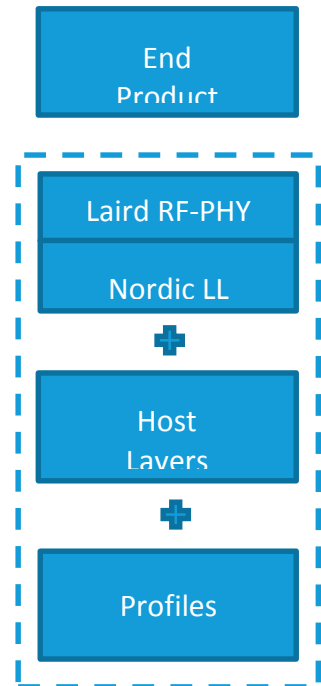 End
Product
Laird RF-PHY
Nordic LL
Host
Layers
Profiles